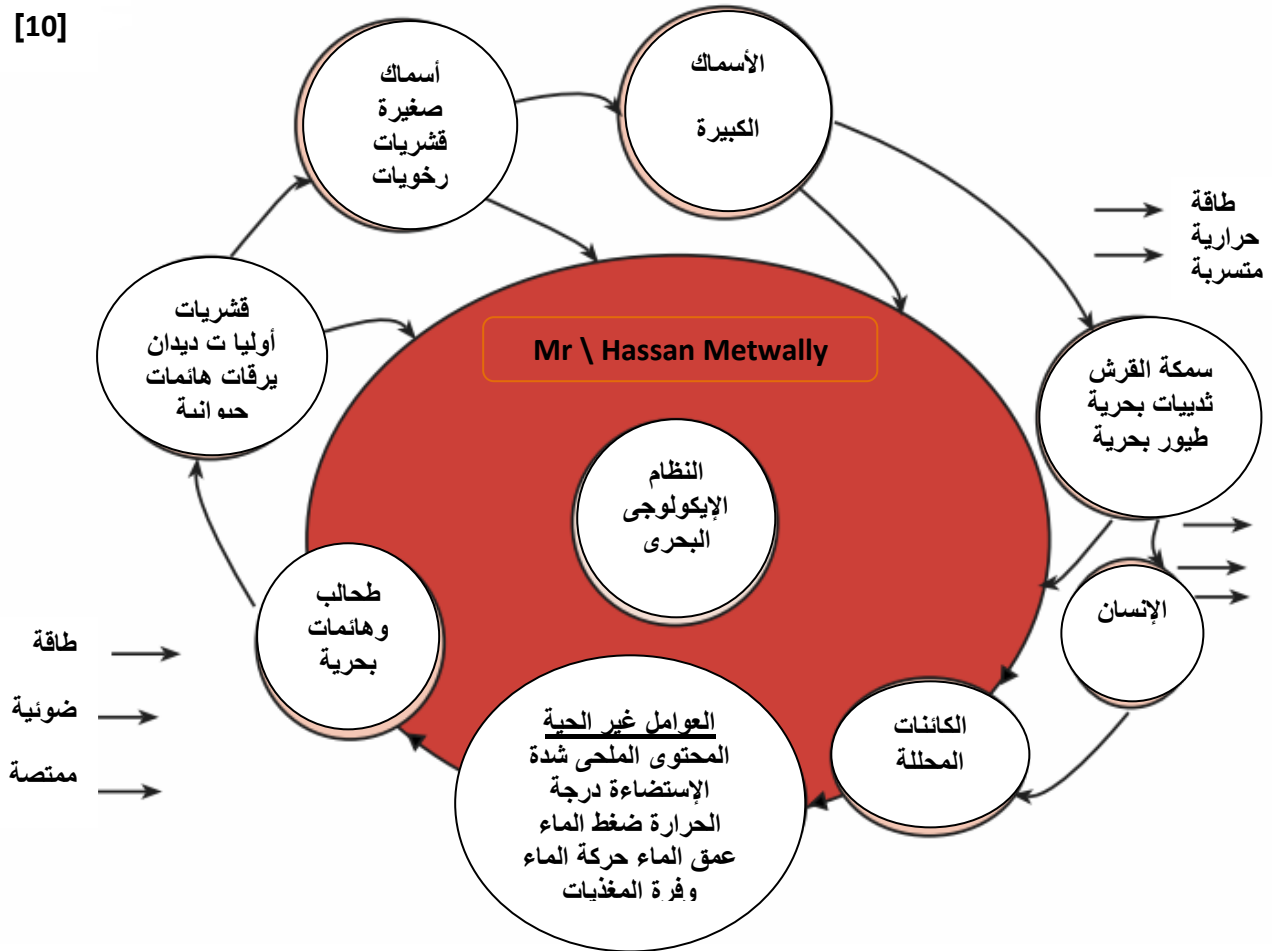 [10]
أسماك
صغيرة
قشريات
رخويات
الأسماك
الكبيرة
طاقة
حرارية
متسربة
قشريات
أوليا ت ديدان
يرقات هائمات
حيوانية
Mr \ Hassan Metwally
سمكة القرش
ثدييات بحرية
طيور بحرية
النظام
الإيكولوجى
البحرى
طحالب
وهائمات
بحرية
الإنسان
طاقة
ضوئية
ممتصة
الكائنات
المحللة
العوامل غير الحية
المحتوى الملحى شدة
الإستضاءة درجة
الحرارة ضغط الماء
عمق الماء حركة الماء
وفرة المغذيات